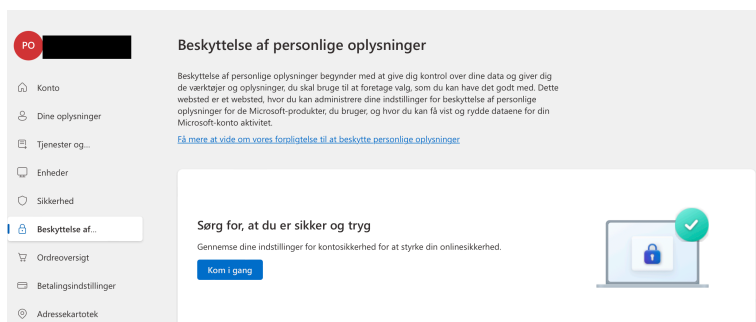 PO
Konto
Dine oplysninger
Tjenester og...
Enheder
Sikkerhed
Beskyttelse af...
Ordreoversigt
Betalingsindstillinger
Adressekartotek
Beskyttelse af personlige oplysninger
Beskyttelse af personlige oplysninger begynder med at give dig kontrol over dine data og giver dig
de værktøjer og oplysninger, du skal bruge til at foretage valg, som du kan have det godt med. Dette
websted er et websted, hvor du kan administrere dine indstillinger for beskyttelse af personlige
oplysninger for de Microsoft-produkter, du bruger, og hvor du kan få vist og rydde dataene for din
Microsoft-konto aktivitet.
Få mere at vide om vores forpligtelse til at beskytte personlige oplysninger
Sørg for, at du er sikker og tryg
Gennemse dine indstillinger for kontosikkerhed for at styrke din onlinesikkerhed.
Kom i gang